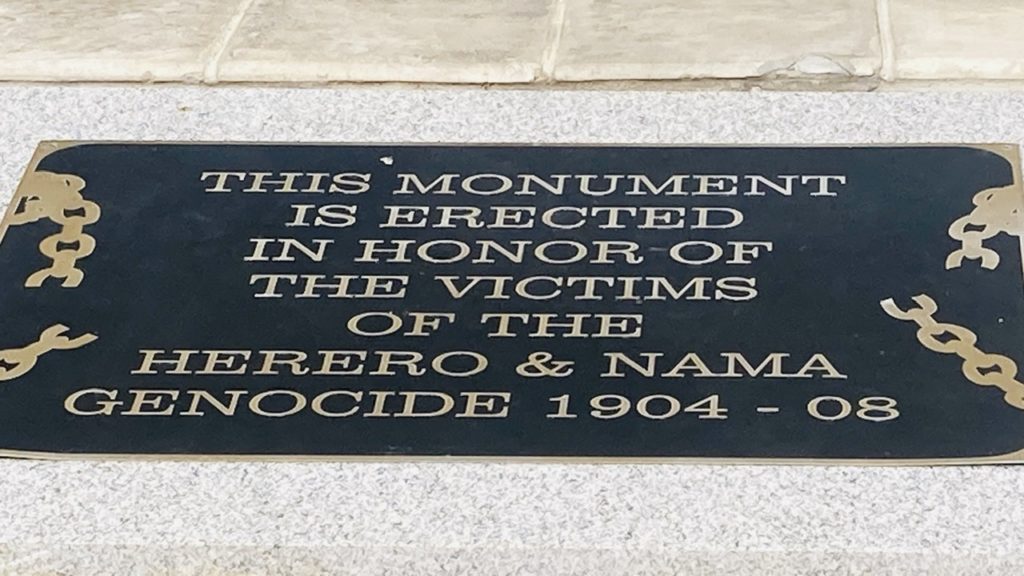 THIS MONUMENT
IS ERECTED
IN HONOR OF
THE VICTIMS
OF THE
HERERO & NAMA
GENOCIDE 1904 - 08